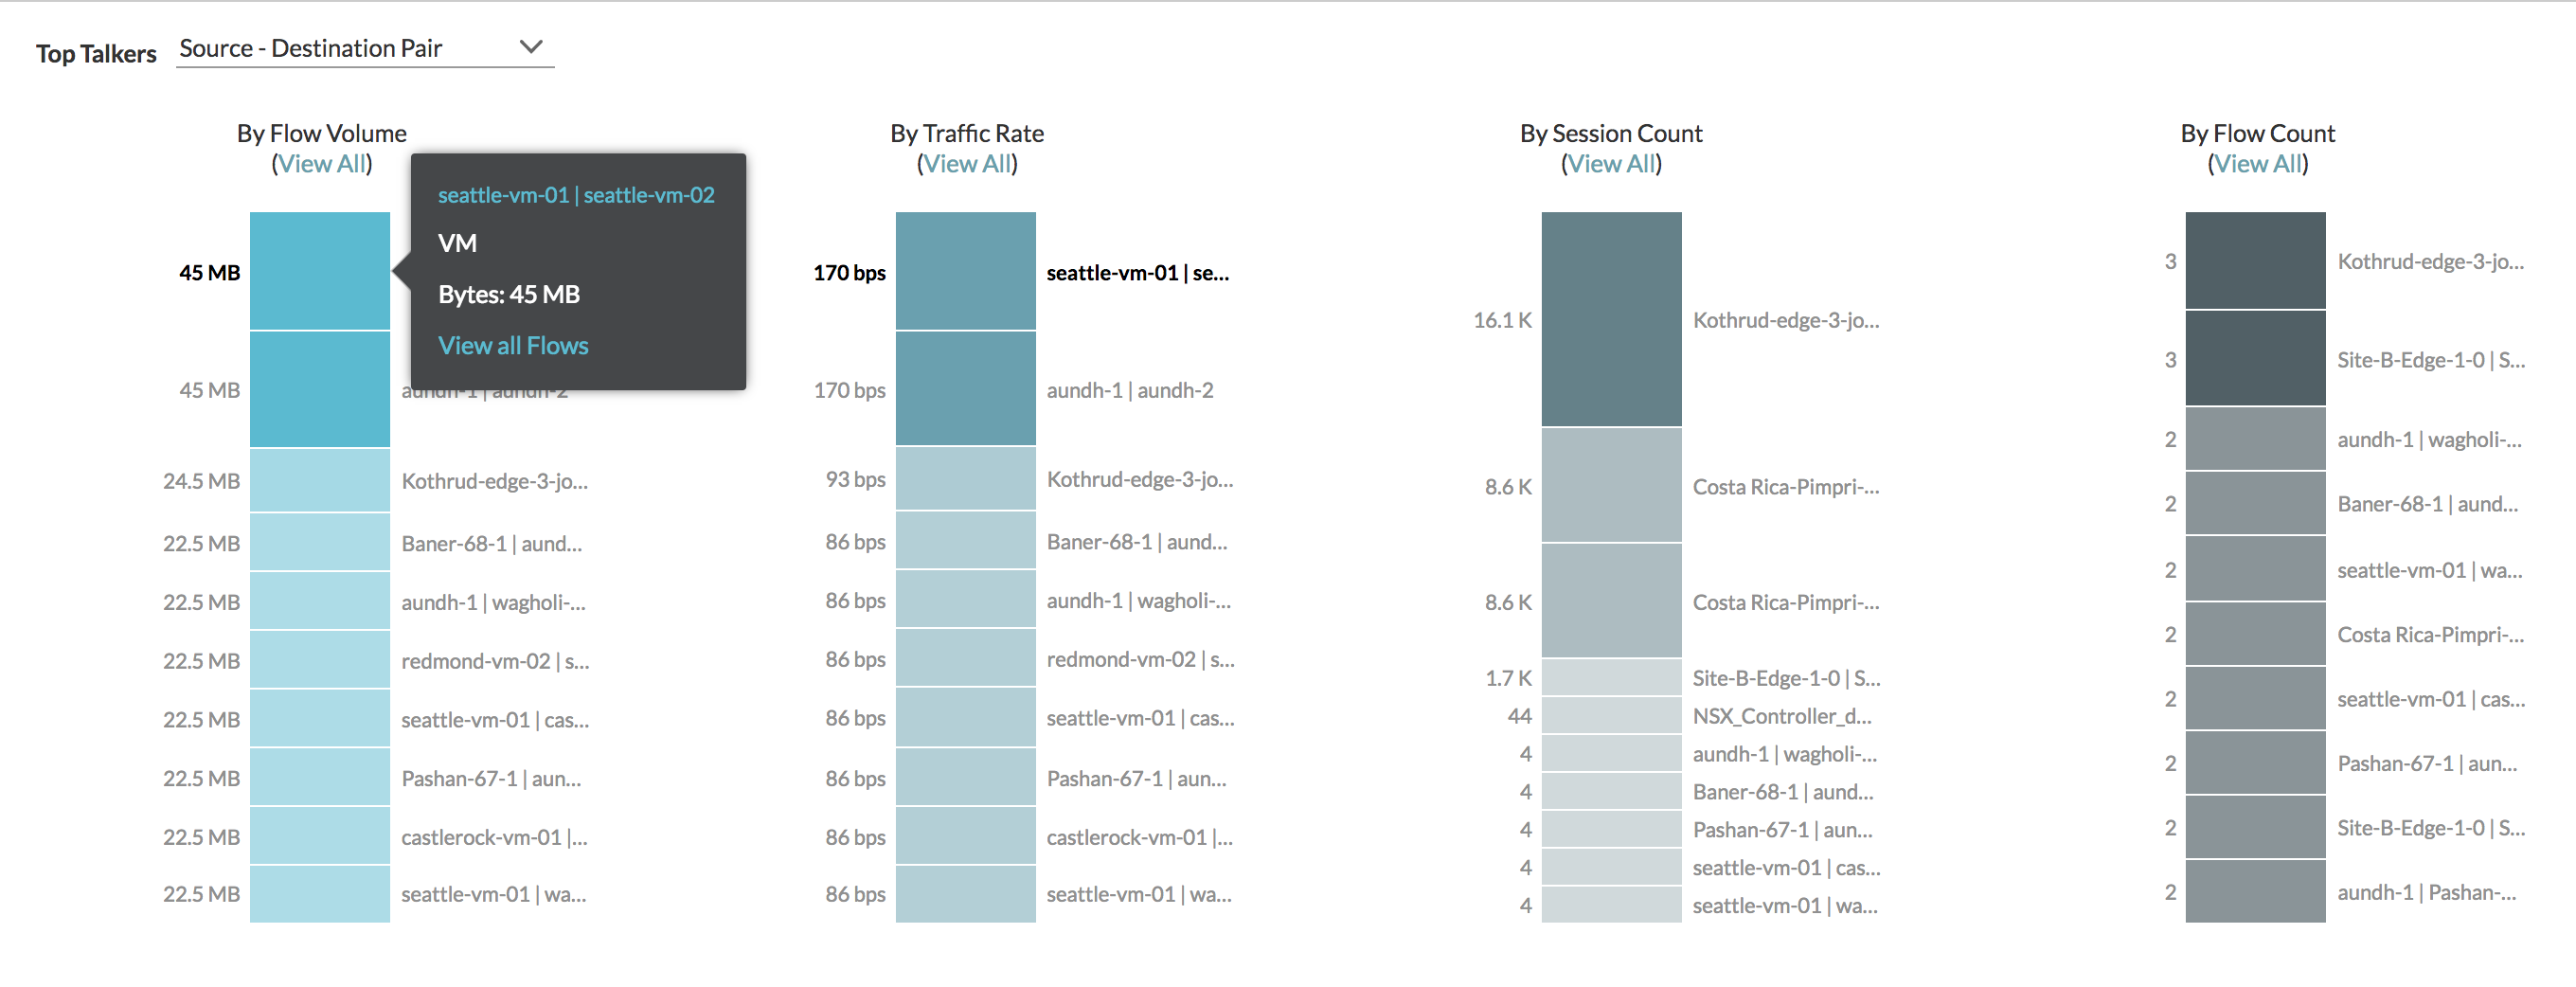 Top Talkers Source - Destination Pair
By Flow Volume
(View All)
seattle-vm-01 | seattle-vm-02
VM
Bytes: 45 MB
View all Flows
45 MB
45 MB aundh-1 | aundh-2
24.5 MB Kothrud-edge-3-jo...
22.5 MB Baner-68-1 | aund...
22.5 MB aundh-1 | wagholi-...
22.5 MB redmond-vm-02 | s...
22.5 MB seattle-vm-01 | cas...
22.5 MB Pashan-67-1 | aun...
22.5 MB castlerock-vm-01 |...
22.5 MB seattle-vm-01 | wa...
By Traffic Rate
(View All)
170 bps seattle-vm-01 | se...
170 bps aundh-1 | aundh-2
93 bps Kothrud-edge-3-jo...
86 bps Baner-68-1 | aund...
86 bps aundh-1 | wagholi-...
86 bps redmond-vm-02 | s...
86 bps seattle-vm-01 | cas...
86 bps Pashan-67-1 | aun...
86 bps castlerock-vm-01 |...
86 bps seattle-vm-01 | wa...
By Session Count
(View All)
16.1 K Kothrud-edge-3-jo...
8.6 K Costa Rica-Pimpri-...
8.6 K Costa Rica-Pimpri-...
1.7 K Site-B-Edge-1-0 | S...
44 NSX_Controller_d...
4 aundh-1 | wagholi-...
4 Baner-68-1 | aund...
4 Pashan-67-1 | aun...
4 seattle-vm-01 | cas...
4 seattle-vm-01 | wa...
By Flow Count
(View All)
3 Kothrud-edge-3-jo...
3 Site-B-Edge-1-0 | S...
2 aundh-1 | wagholi-...
2 Baner-68-1 | aund...
2 seattle-vm-01 | wa...
2 Costa Rica-Pimpri-...
2 seattle-vm-01 | cas...
2 Pashan-67-1 | aun...
2 Site-B-Edge-1-0 | S...
2 aundh-1 | Pashan-...